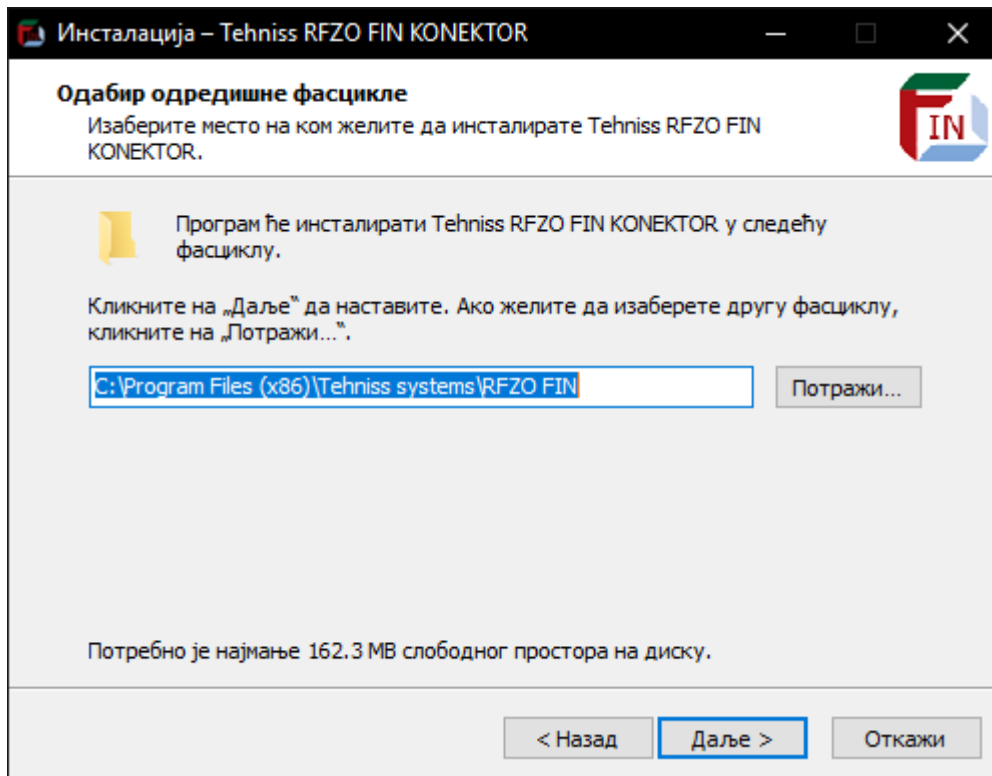 Инсталација – Tehniss RFZO FIN KONEKTOR
Одабир одредишне фасцикле
Изаберите место на ком желите да инсталирате Tehniss RFZO FIN
KONEKTOR.
IN
Програм ће инсталирати Tehniss RFZO FIN KONEKTOR у следећу
фасциклу.
Кликните на „Даље“ да наставите. Ако желите да изаберете другу фасциклу,
кликните на „Потражи...“.
C:\Program Files (x86)\Tehniss systems\RFZO FIN
Потражи...
Потребно је најмање 162.3 MB слободног простора на диску.
< Назад
Даље >
Откажи